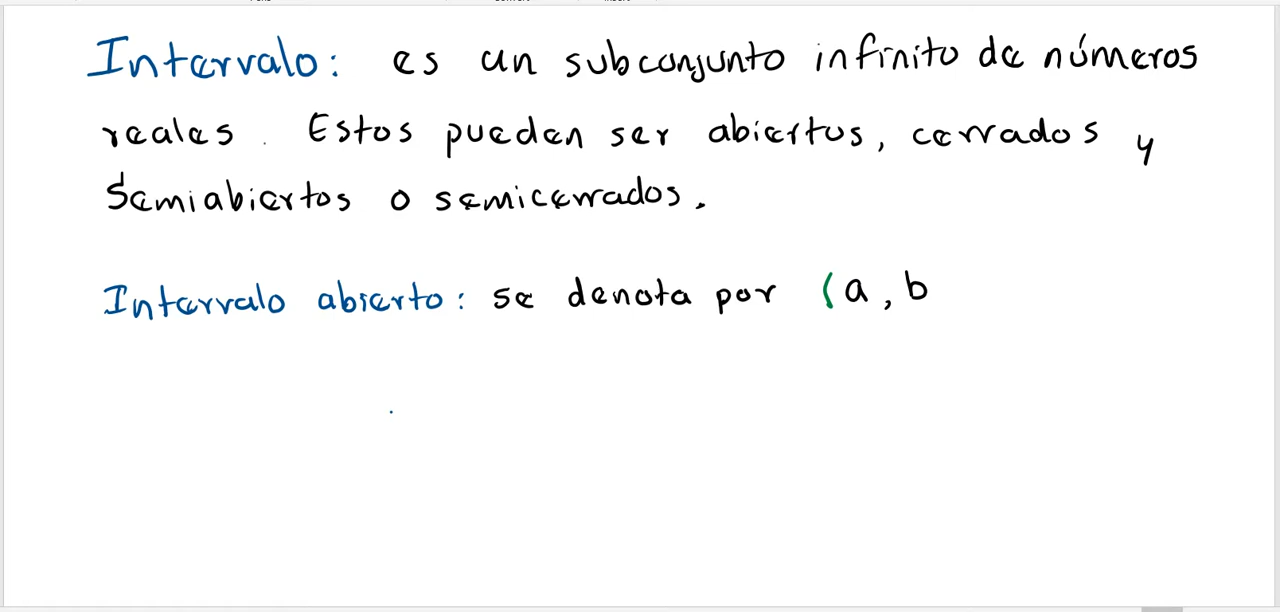 Intervalo: es un subconjunto infinito de números
reales. Estos pueden ser abiertos, cerrados y
Semiabiertos o semicerrados.
Intervalo abierto: se denota por (a, b